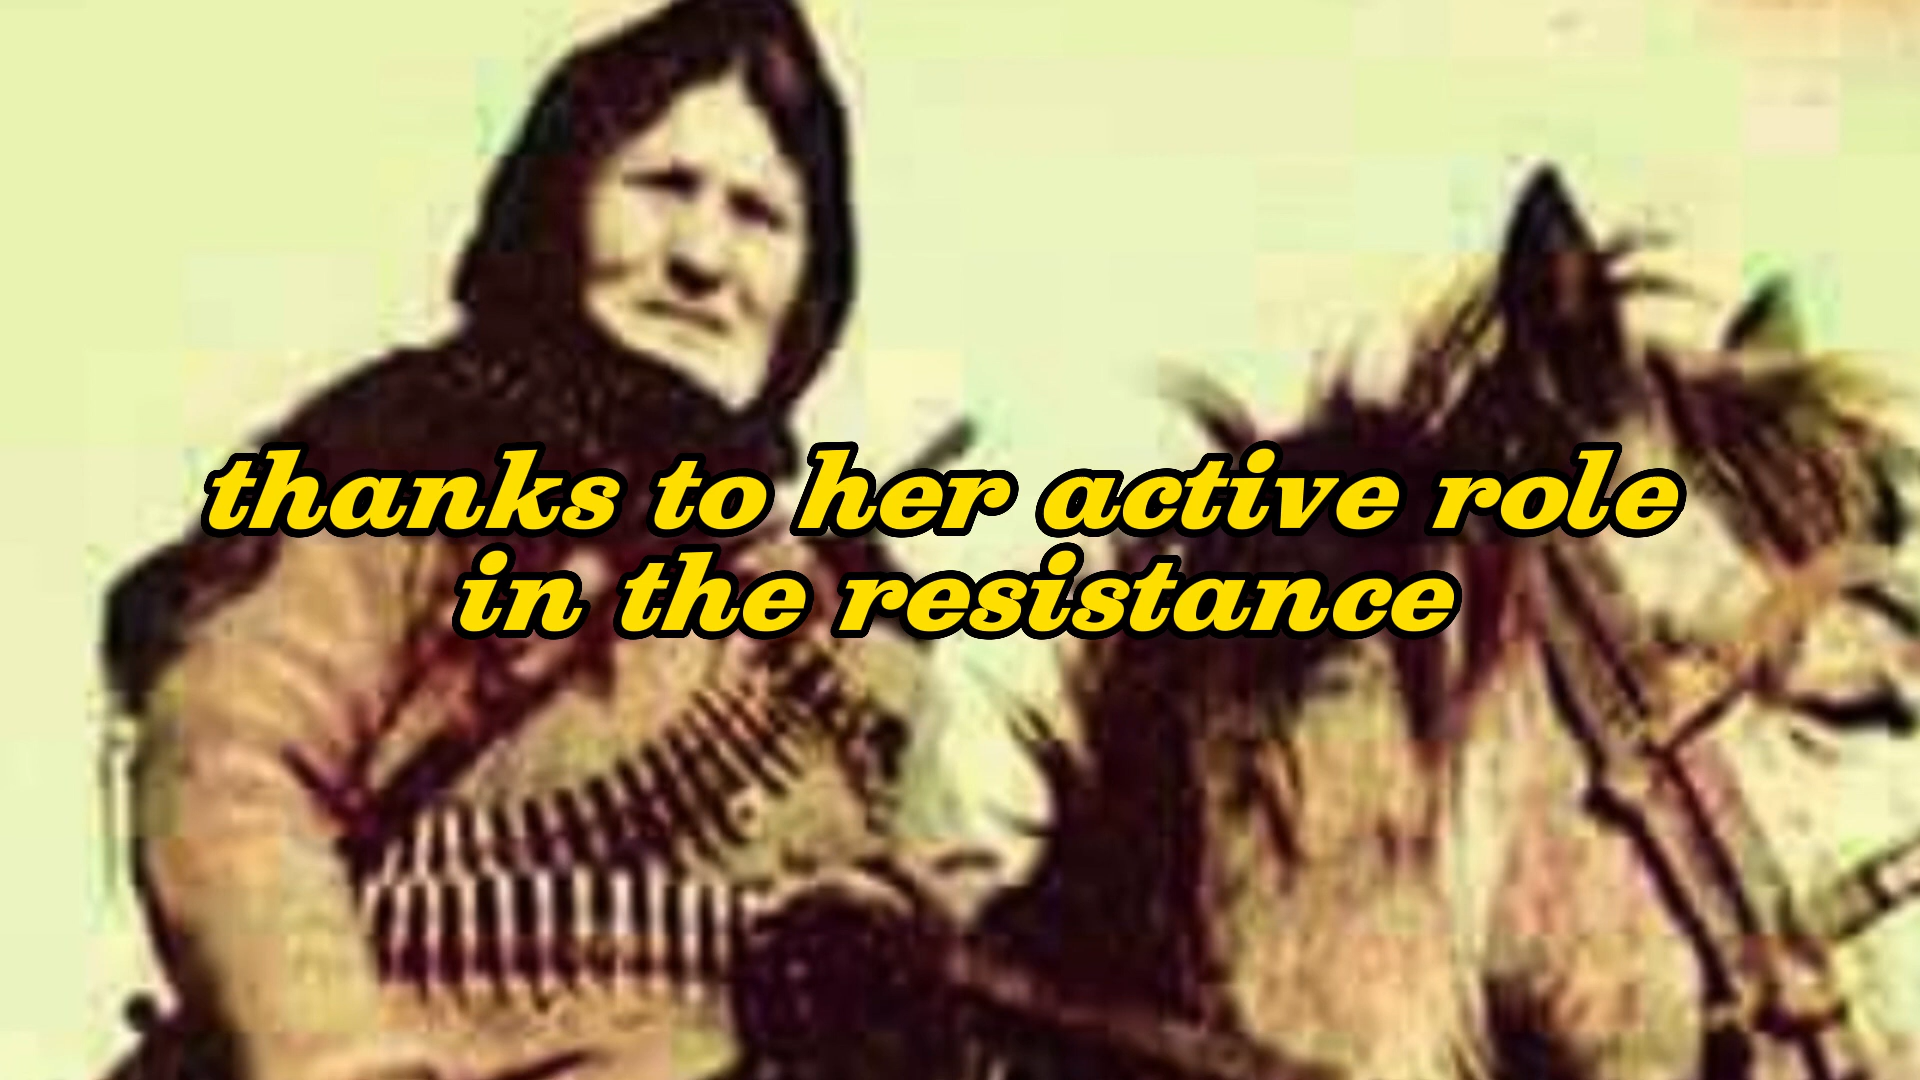 thanks to her active role
in the resistance